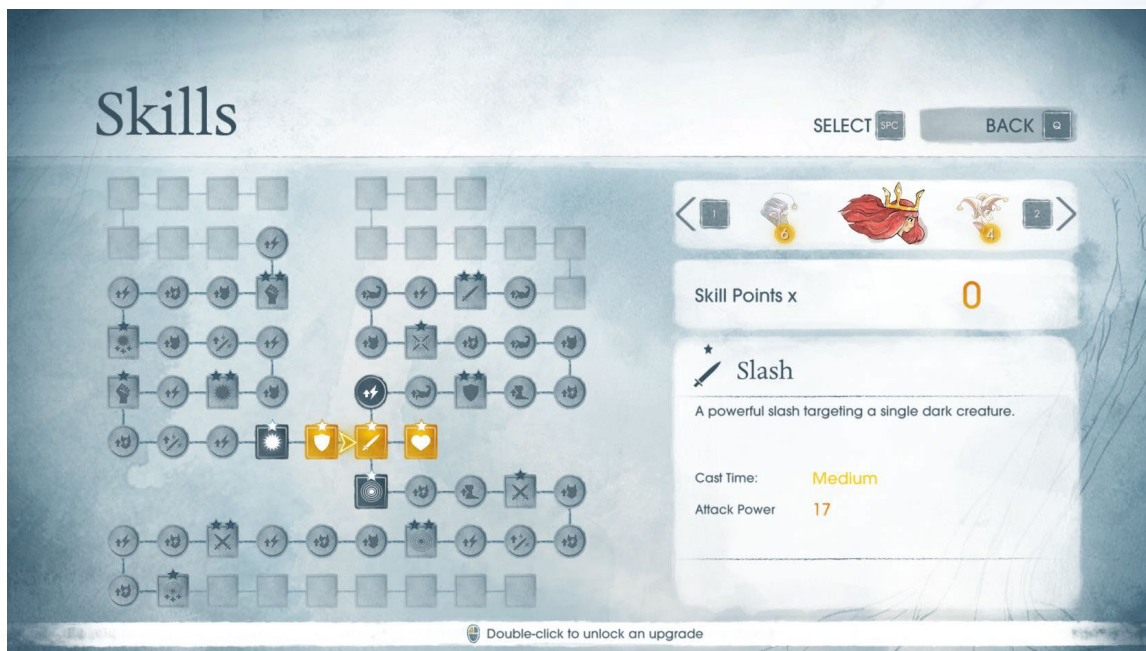 Skills
SELECT SPC BACK Q
1 6 4 2
Skill Points x 0
Slash
A powerful slash targeting a single dark creature.
Cast Time: Medium
Attack Power 17
Double-click to unlock an upgrade